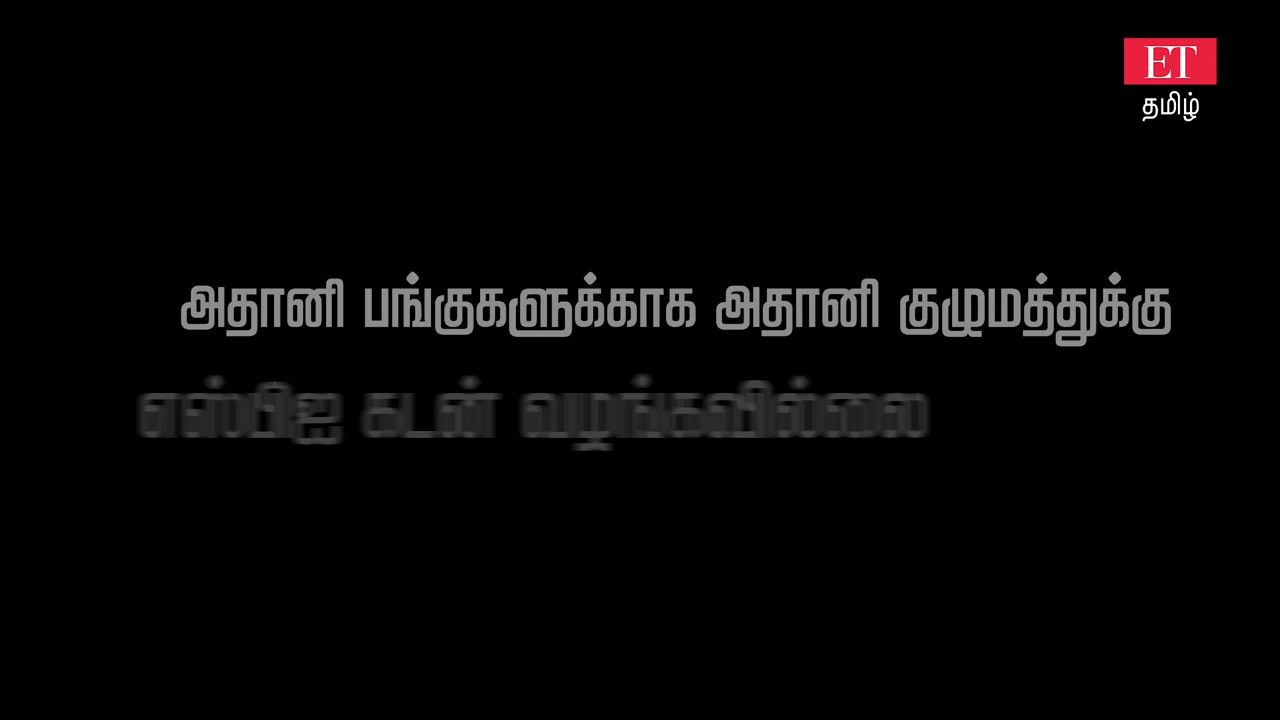 ET
தமிழ்
அதானி பங்குகளுக்காக அதானி குழுமத்துக்கு
எஸ்பிஐ கடன் வழங்கவில்லை